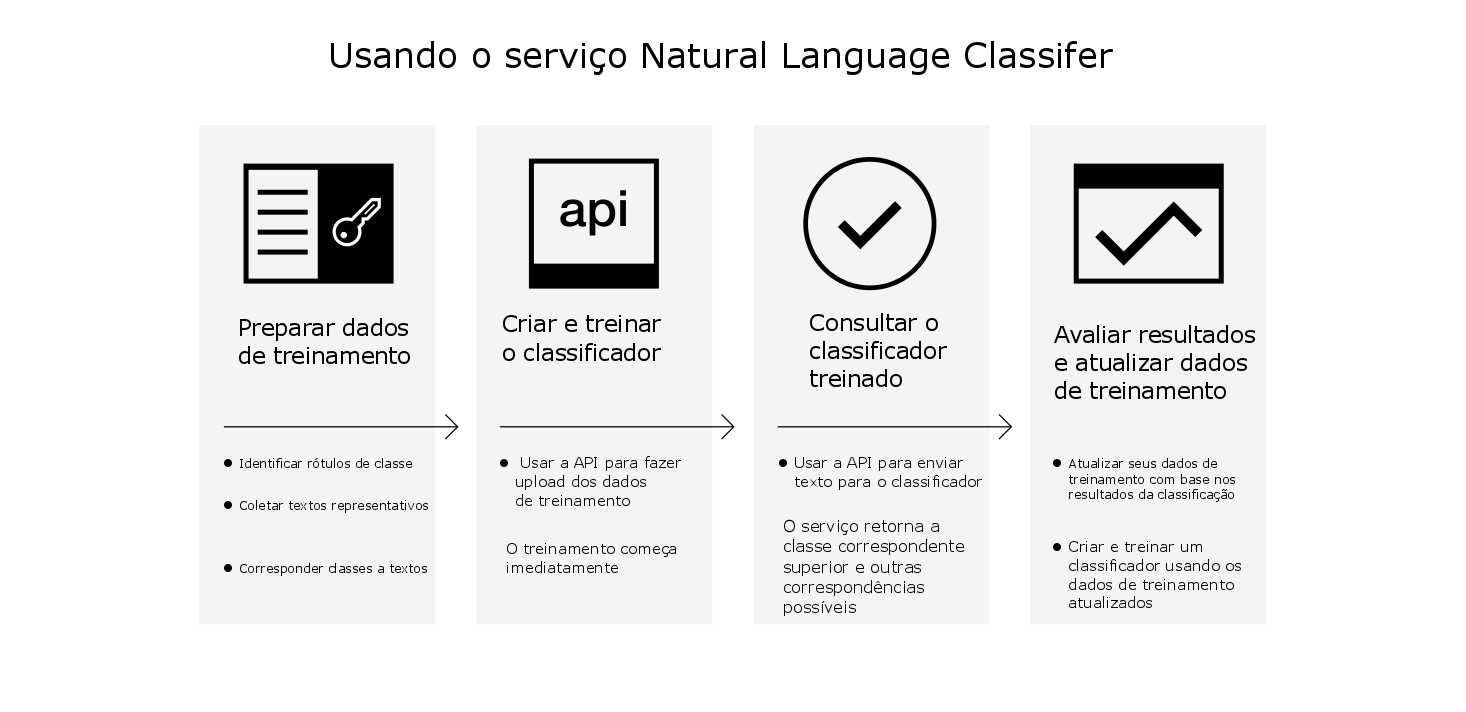 Usando o serviço Natural Language Classifer
api
Preparar dados
de treinamento
Identificar rótulos de classe
Coletar textos representativos
Corresponder classes a textos
Criar e treinar
o classificador
Usar a API para fazer
upload dos dados
de treinamento
O treinamento começa
imediatamente
Consultar o
classificador
treinado
Usar a API para enviar
texto para o classificador
O serviço retorna a
classe correspondente
superior e outras
correspondências
possíveis
Avaliar resultados
e atualizar dados
de treinamento
Atualizar seus dados de
treinamento com base nos
resultados da classificação
Criar e treinar um
classificador usando os
dados de treinamento
atualizados